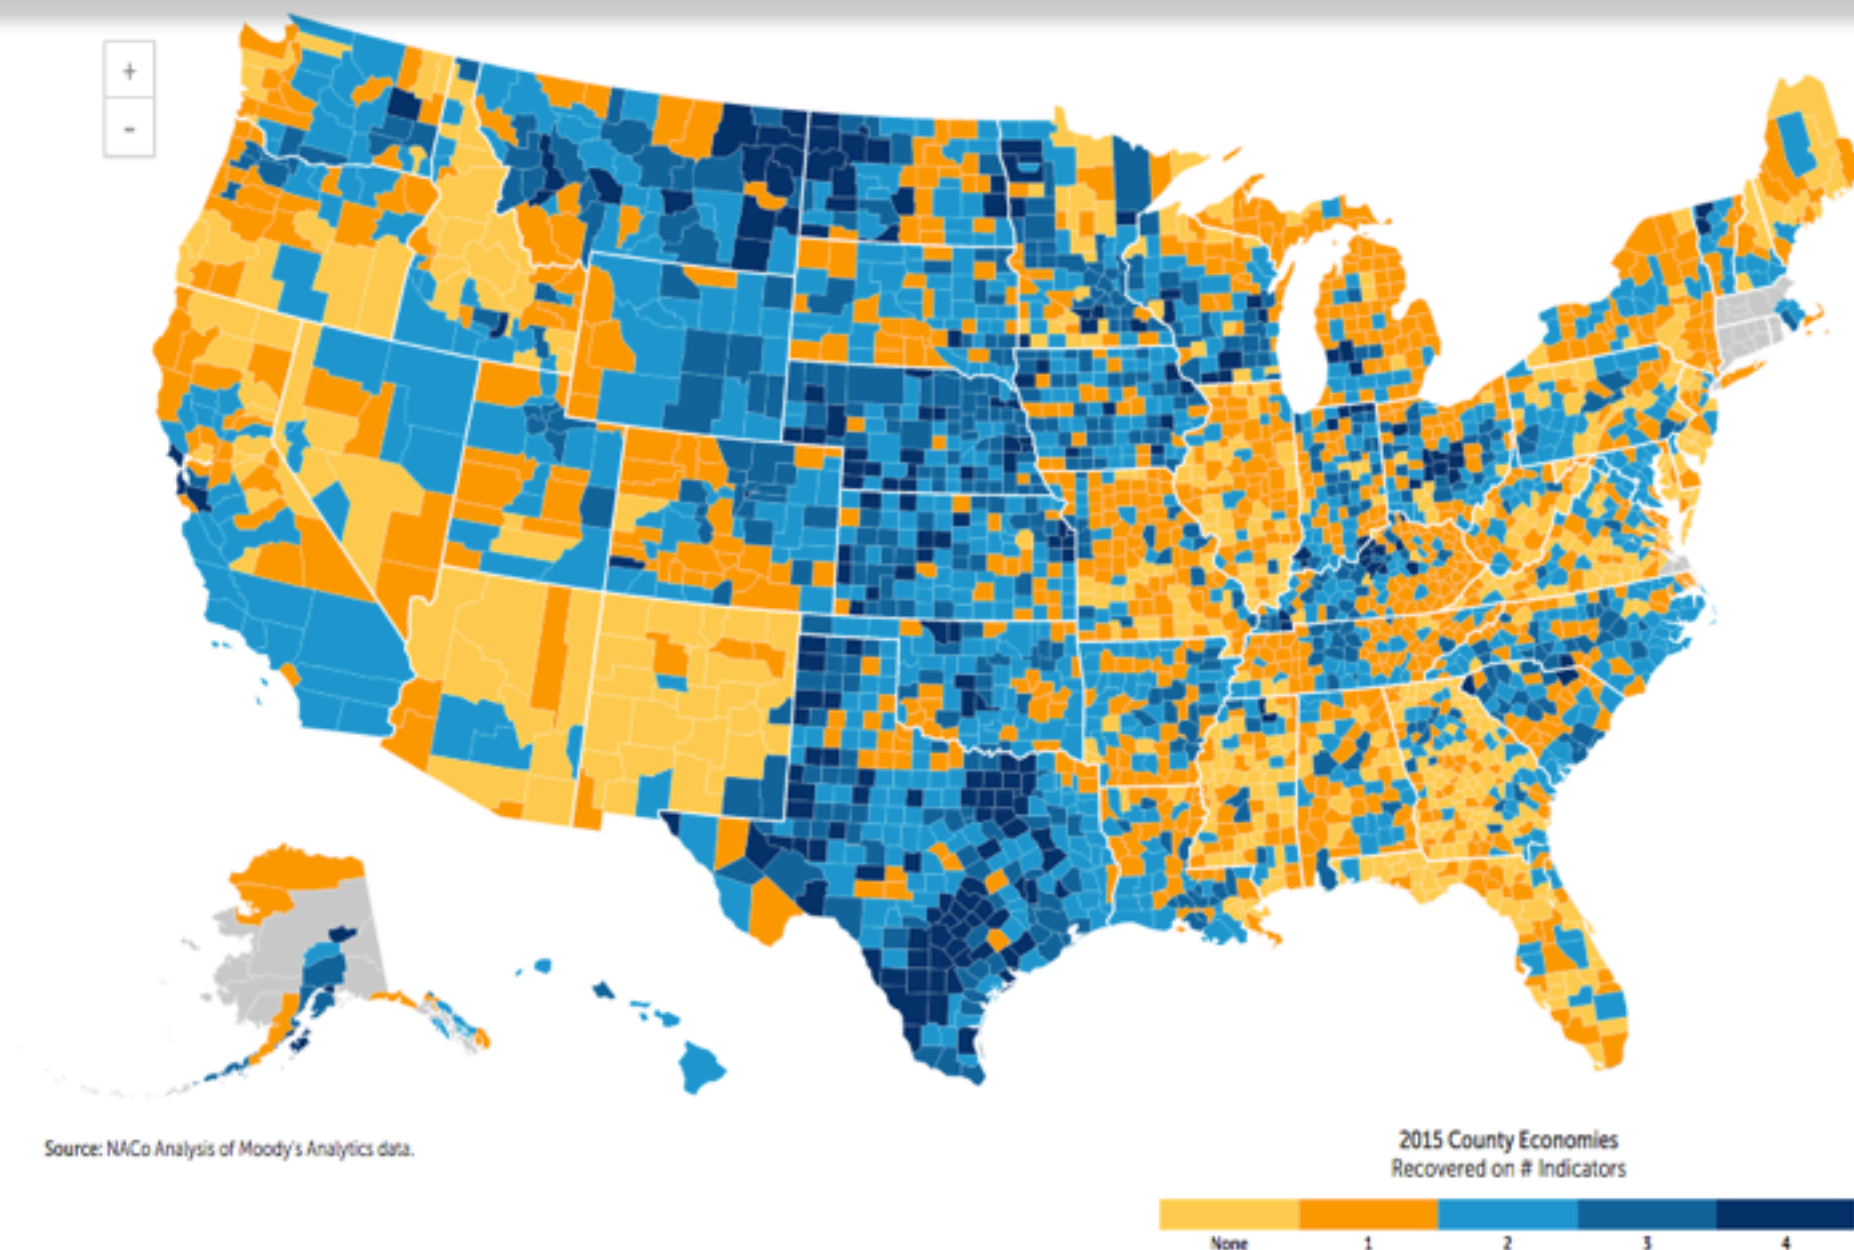 +
-
Source: NACo Analysis of Moody's Analytics data.
2015 County Economies
Recovered on # Indicators
None 1 2 3 4